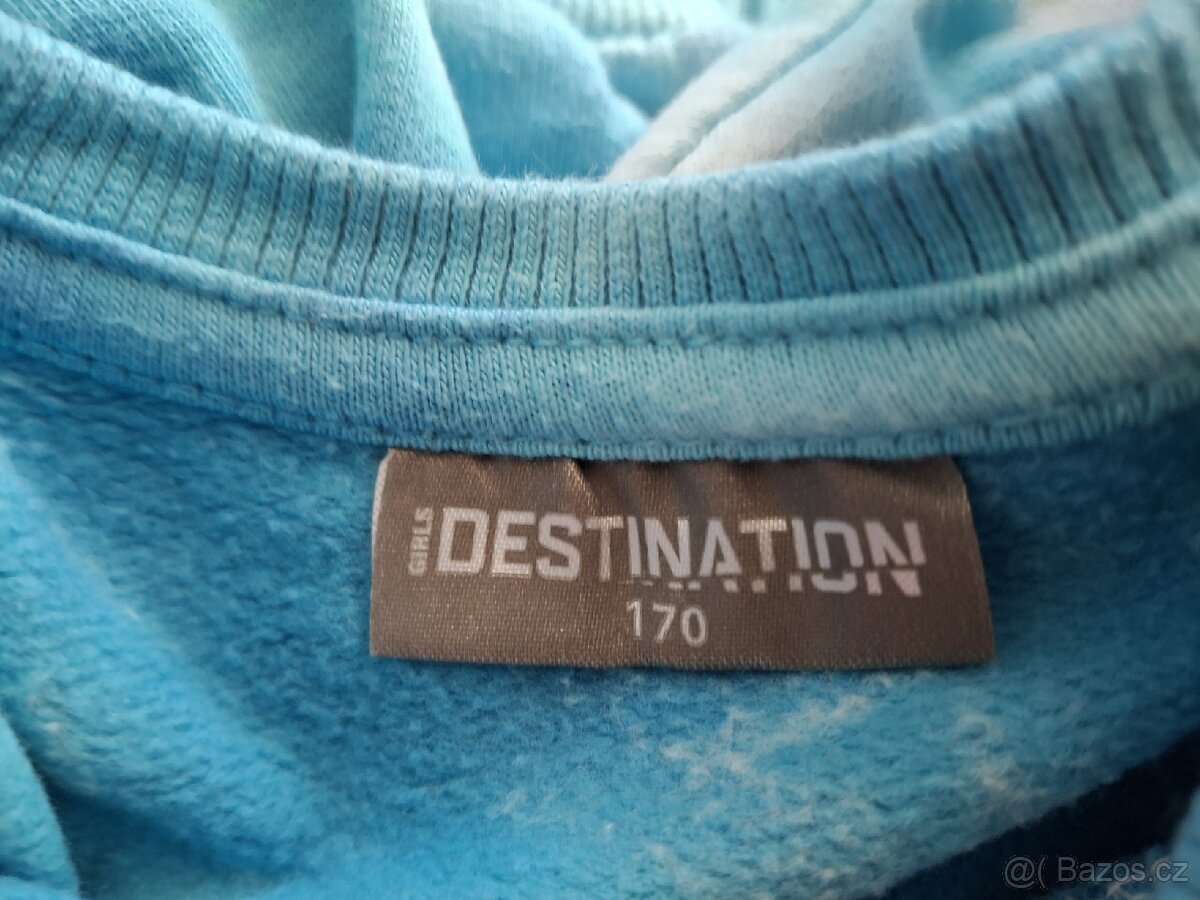 GIRLS DESTINATION
170
@( Bazos.cz